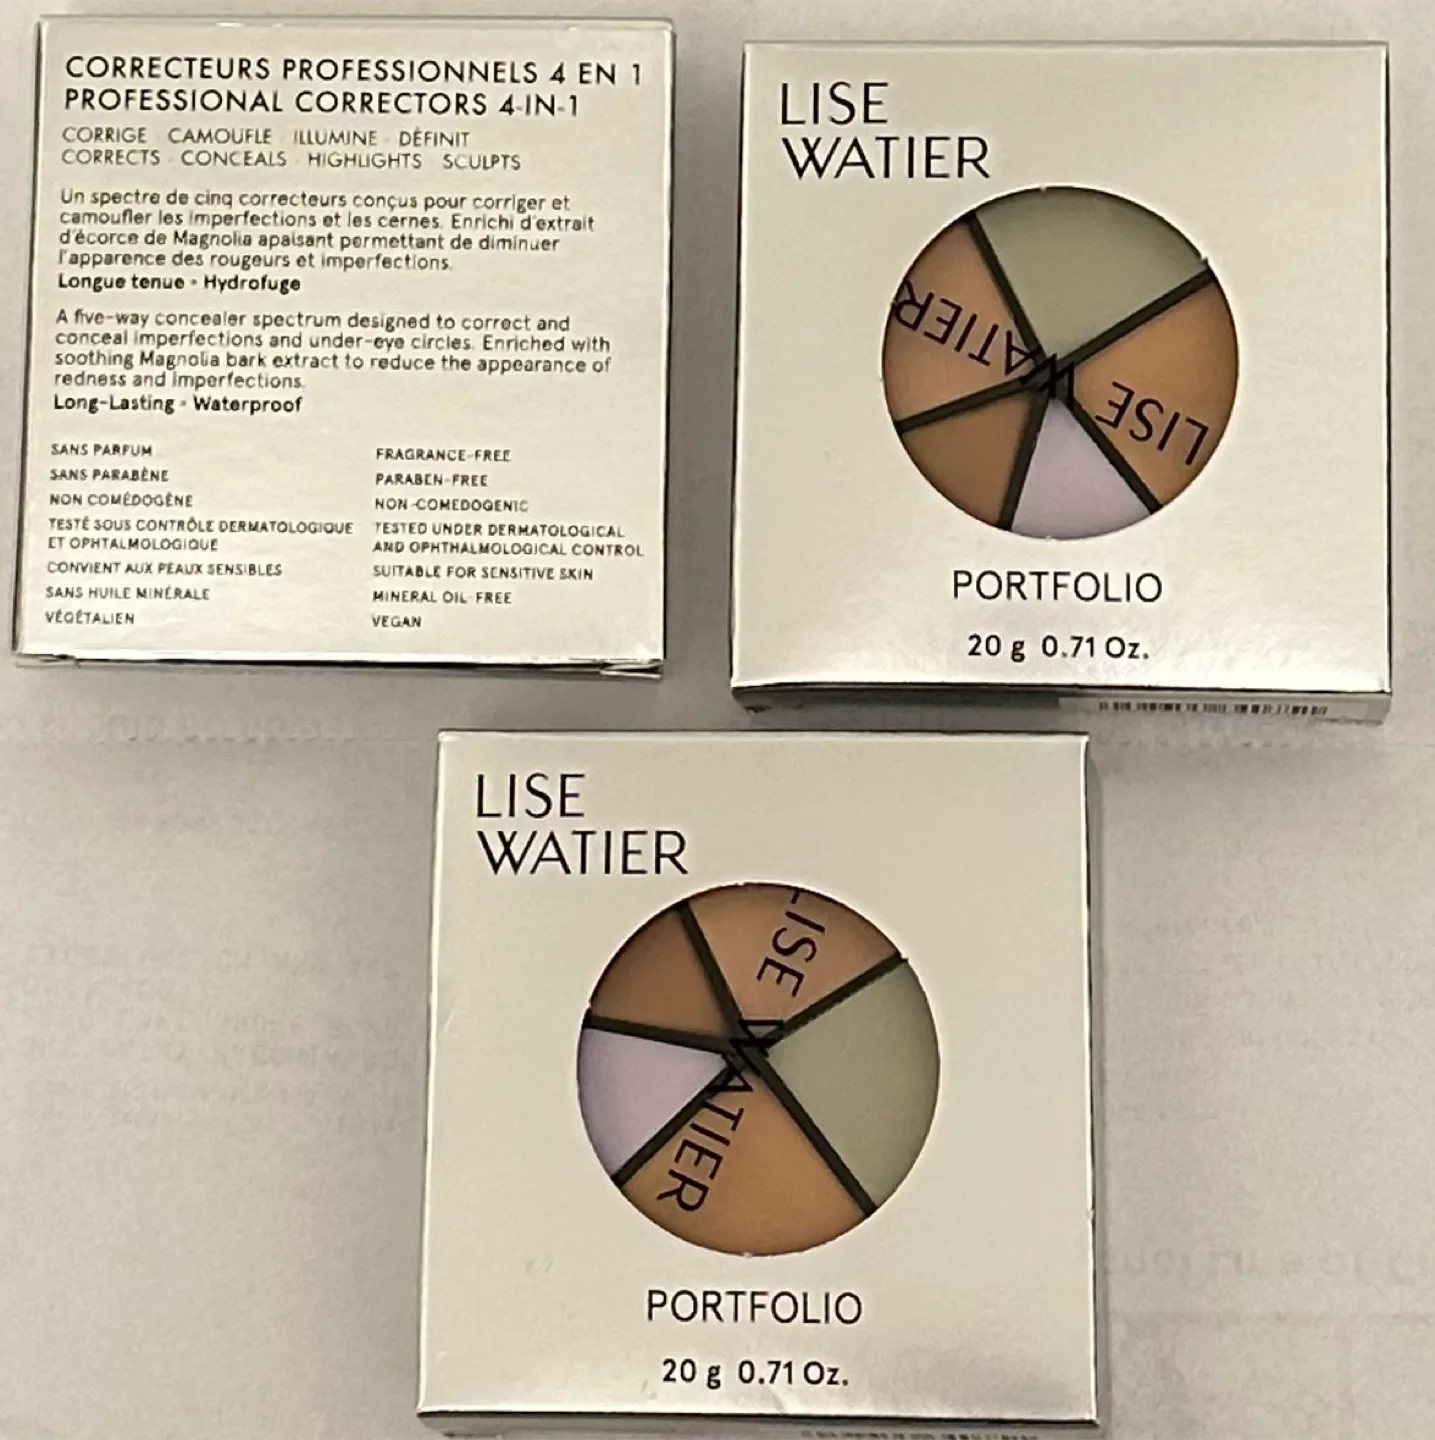 CORRECTEURS PROFESSIONNELS 4 EN 1
PROFESSIONAL CORRECTORS 4-IN-1
CORRIGE · CAMOUFLE · ILLUMINE · DÉFINIT
CORRECTS · CONCEALS · HIGHLIGHTS · SCULPTS
Un spectre de cinq correcteurs conçus pour corriger et
camoufler les imperfections et les cernes. Enrichi d'extrait
d'écorce de Magnolia apaisant permettant de diminuer
l'apparence des rougeurs et imperfections.
Longue tenue • Hydrofuge
A five-way concealer spectrum designed to correct and
conceal imperfections and under-eye circles. Enriched with
soothing Magnolia bark extract to reduce the appearance of
redness and imperfections.
Long-Lasting • Waterproof
SANS PARFUM
SANS PARABÈNE
NON COMÉDOGÈNE
TESTÉ SOUS CONTRÔLE DERMATOLOGIQUE
ET OPHTALMOLOGIQUE
CONVIENT AUX PEAUX SENSIBLES
SANS HUILE MINÉRALE
VÉGÉTALIEN
FRAGRANCE-FREE
PARABEN-FREE
NON-COMEDOGENIC
TESTED UNDER DERMATOLOGICAL
AND OPHTHALMOLOGICAL CONTROL
SUITABLE FOR SENSITIVE SKIN
MINERAL OIL-FREE
VEGAN
LISE
WATIER
LISE WATIER
PORTFOLIO
20 g 0.71 Oz.
LISE
WATIER
LISE WATIER
PORTFOLIO
20 g 0.71 Oz.